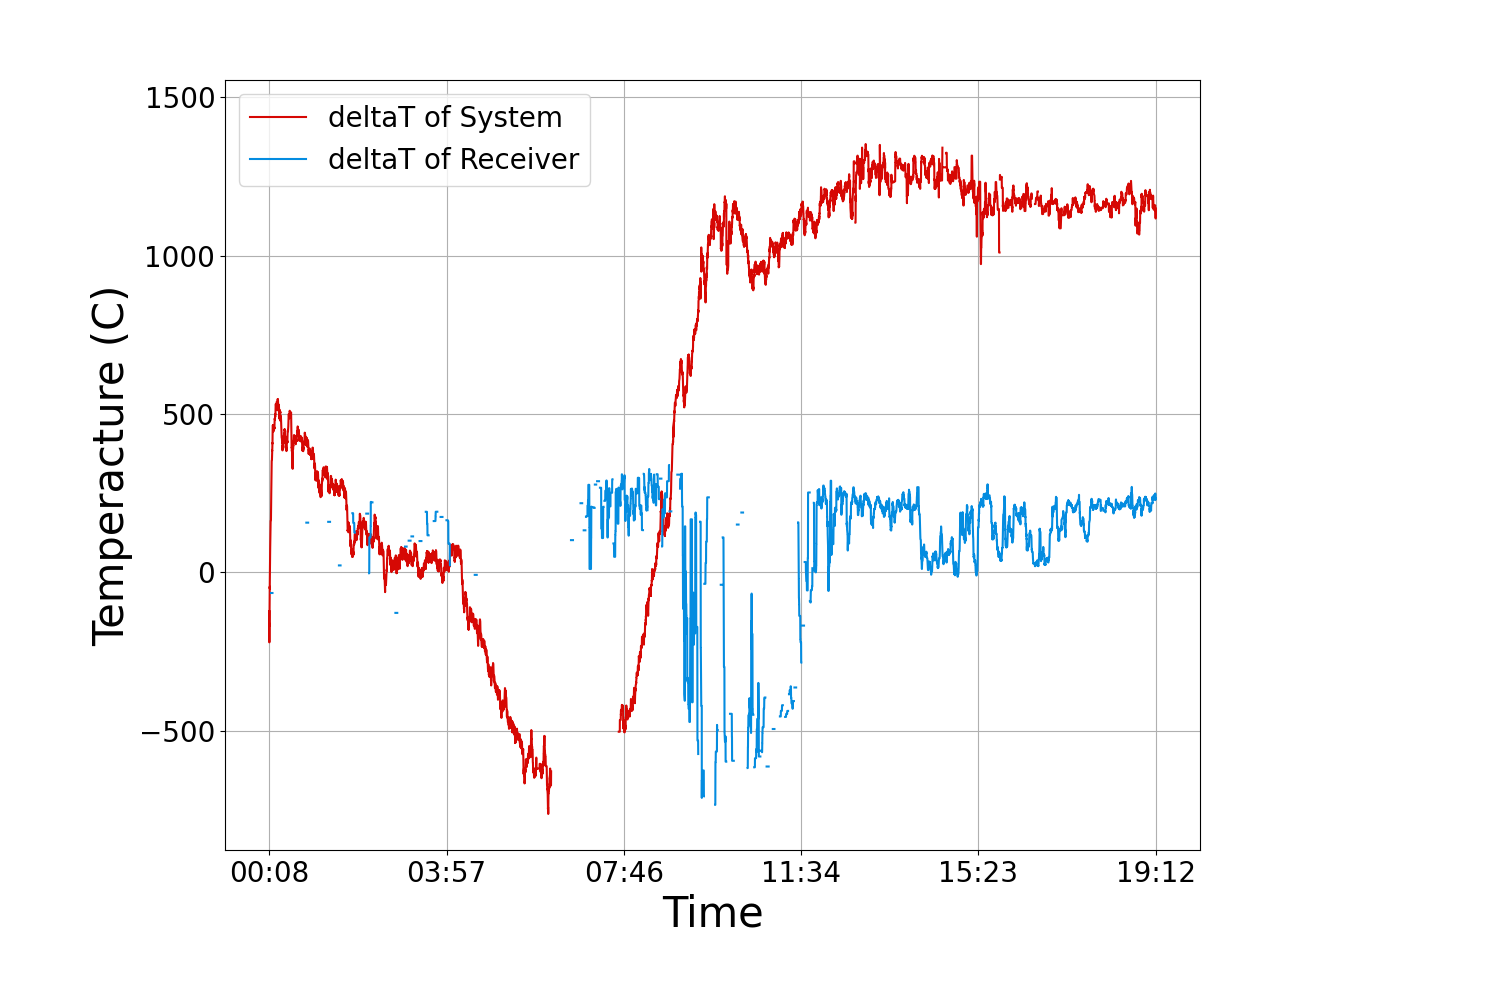 deltaT of System
deltaT of Receiver
1500
1000
500
0
−500
Temperacture (C)
00:08 03:57 07:46 11:34 15:23 19:12
Time